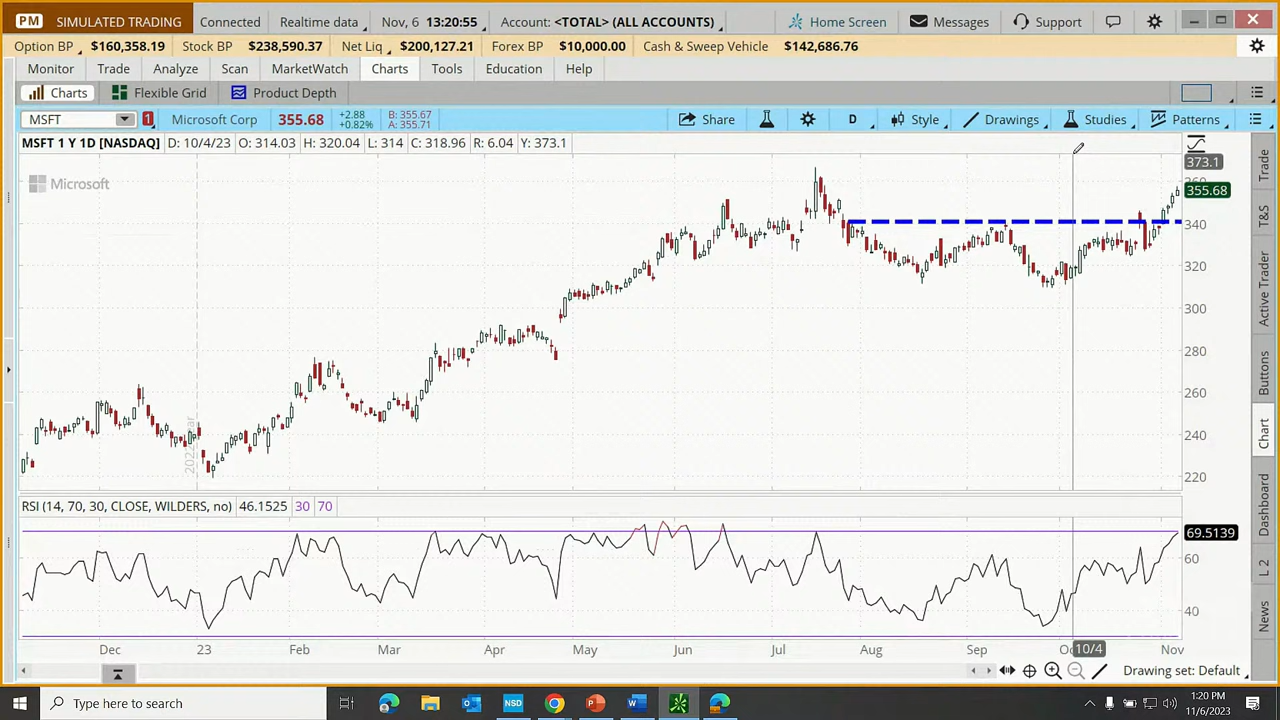 PM SIMULATED TRADING Connected Realtime data Nov, 6 13:20:55 Account: <TOTAL> (ALL ACCOUNTS) Home Screen Messages Support
Option BP $160,358.19 Stock BP $238,590.37 Net Liq $200,127.21 Forex BP $10,000.00 Cash & Sweep Vehicle $142,686.76
Monitor Trade Analyze Scan MarketWatch Charts Tools Education Help
Charts Flexible Grid Product Depth
MSFT 1 Microsoft Corp 355.68 +2.88 B: 355.67 Share D Style Drawings Studies Patterns
+0.82% A: 355.71
MSFT 1 Y 1D [NASDAQ] D: 10/4/23 O: 314.03 H: 320.04 L: 314 C: 318.96 R: 6.04 Y: 373.1
373.1
Microsoft
360
355.68
340
320
300
280
260
240
220
RSI (14, 70, 30, CLOSE, WILDERS, no) 46.1525 30 70
69.5139
60
40
Dec 23 Feb Mar Apr May Jun Jul Aug Sep 10/4 Nov
Drawing set: Default
Trade
T&S
Active Trader
Buttons
Chart
Dashboard
L 2
News
Type here to search NSD 1:20 PM
11/6/2023